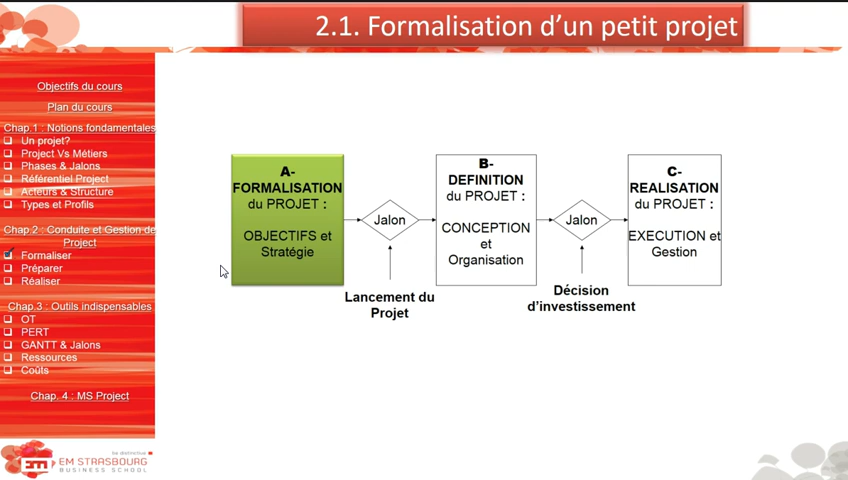 2.1. Formalisation d'un petit projet
Objectifs du cours
Plan du cours
Chap.1 : Notions fondamentales
Un projet?
Project Vs Métiers
Phases & Jalons
Référentiel Project
Acteurs & Structure
Types et Profils
Chap.2 : Conduite et Gestion de
Project
Formaliser
Préparer
Réaliser
Chap.3 : Outils indispensables
OT
PERT
GANTT & Jalons
Ressources
Coûts
Chap. 4 : MS Project
A-
FORMALISATION
du PROJET :
OBJECTIFS et
Stratégie
Jalon
Lancement du
Projet
B-
DEFINITION
du PROJET :
CONCEPTION
et
Organisation
Jalon
Décision
d'investissement
C-
REALISATION
du PROJET :
EXECUTION et
Gestion
be distinctive
EM EM STRASBOURG
BUSINESS SCHOOL